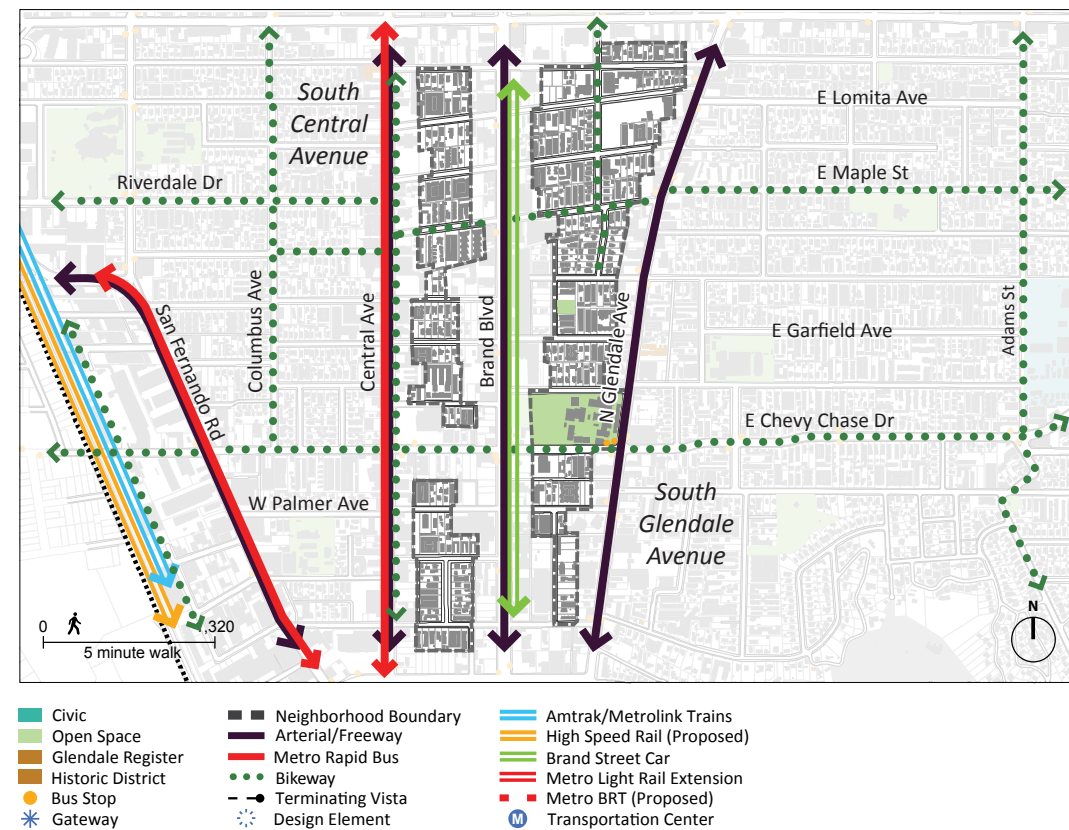 South
Central
Avenue
E Lomita Ave
Riverdale Dr
E Maple St
San Fernando Rd
Columbus Ave
Central Ave
Brand Blvd
N Glendale Ave
E Garfield Ave
Adams St
E Chevy Chase Dr
W Palmer Ave
South
Glendale
Avenue
N
0 ,320
5 minute walk
Civic
Open Space
Glendale Register
Historic District
Bus Stop
Gateway
Neighborhood Boundary
Arterial/Freeway
Metro Rapid Bus
Bikeway
Terminating Vista
Design Element
Amtrak/Metrolink Trains
High Speed Rail (Proposed)
Brand Street Car
Metro Light Rail Extension
Metro BRT (Proposed)
M Transportation Center